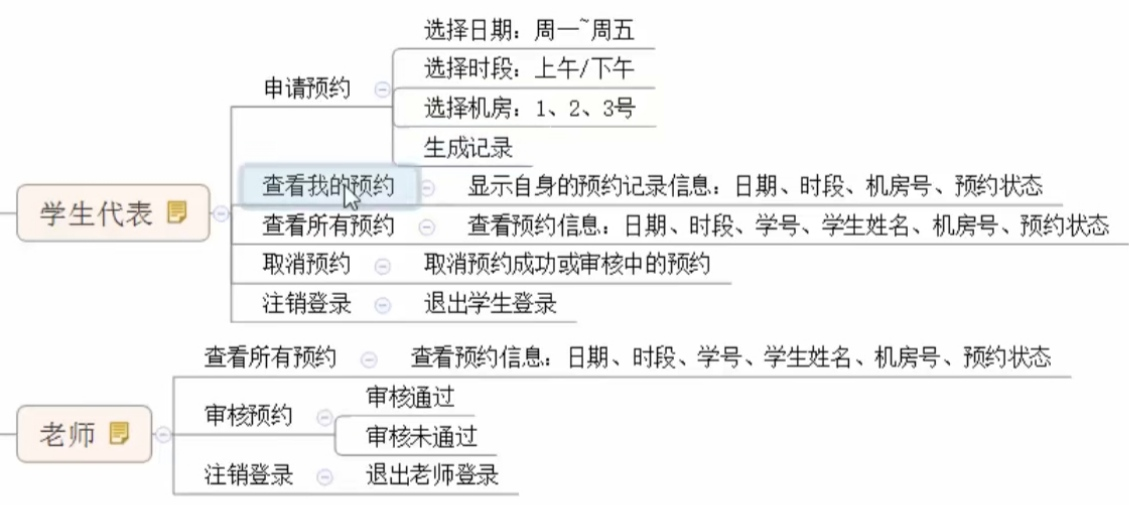 选择日期：周一~周五
申请预约
选择时段：上午/下午
选择机房：1、2、3号
生成记录
学生代表
查看我的预约 显示自身的预约记录信息：日期、时段、机房号、预约状态
查看所有预约 查看预约信息：日期、时段、学号、学生姓名、机房号、预约状态
取消预约 取消预约成功或审核中的预约
注销登录 退出学生登录
老师
查看所有预约 查看预约信息：日期、时段、学号、学生姓名、机房号、预约状态
审核预约
审核通过
审核未通过
注销登录 退出老师登录